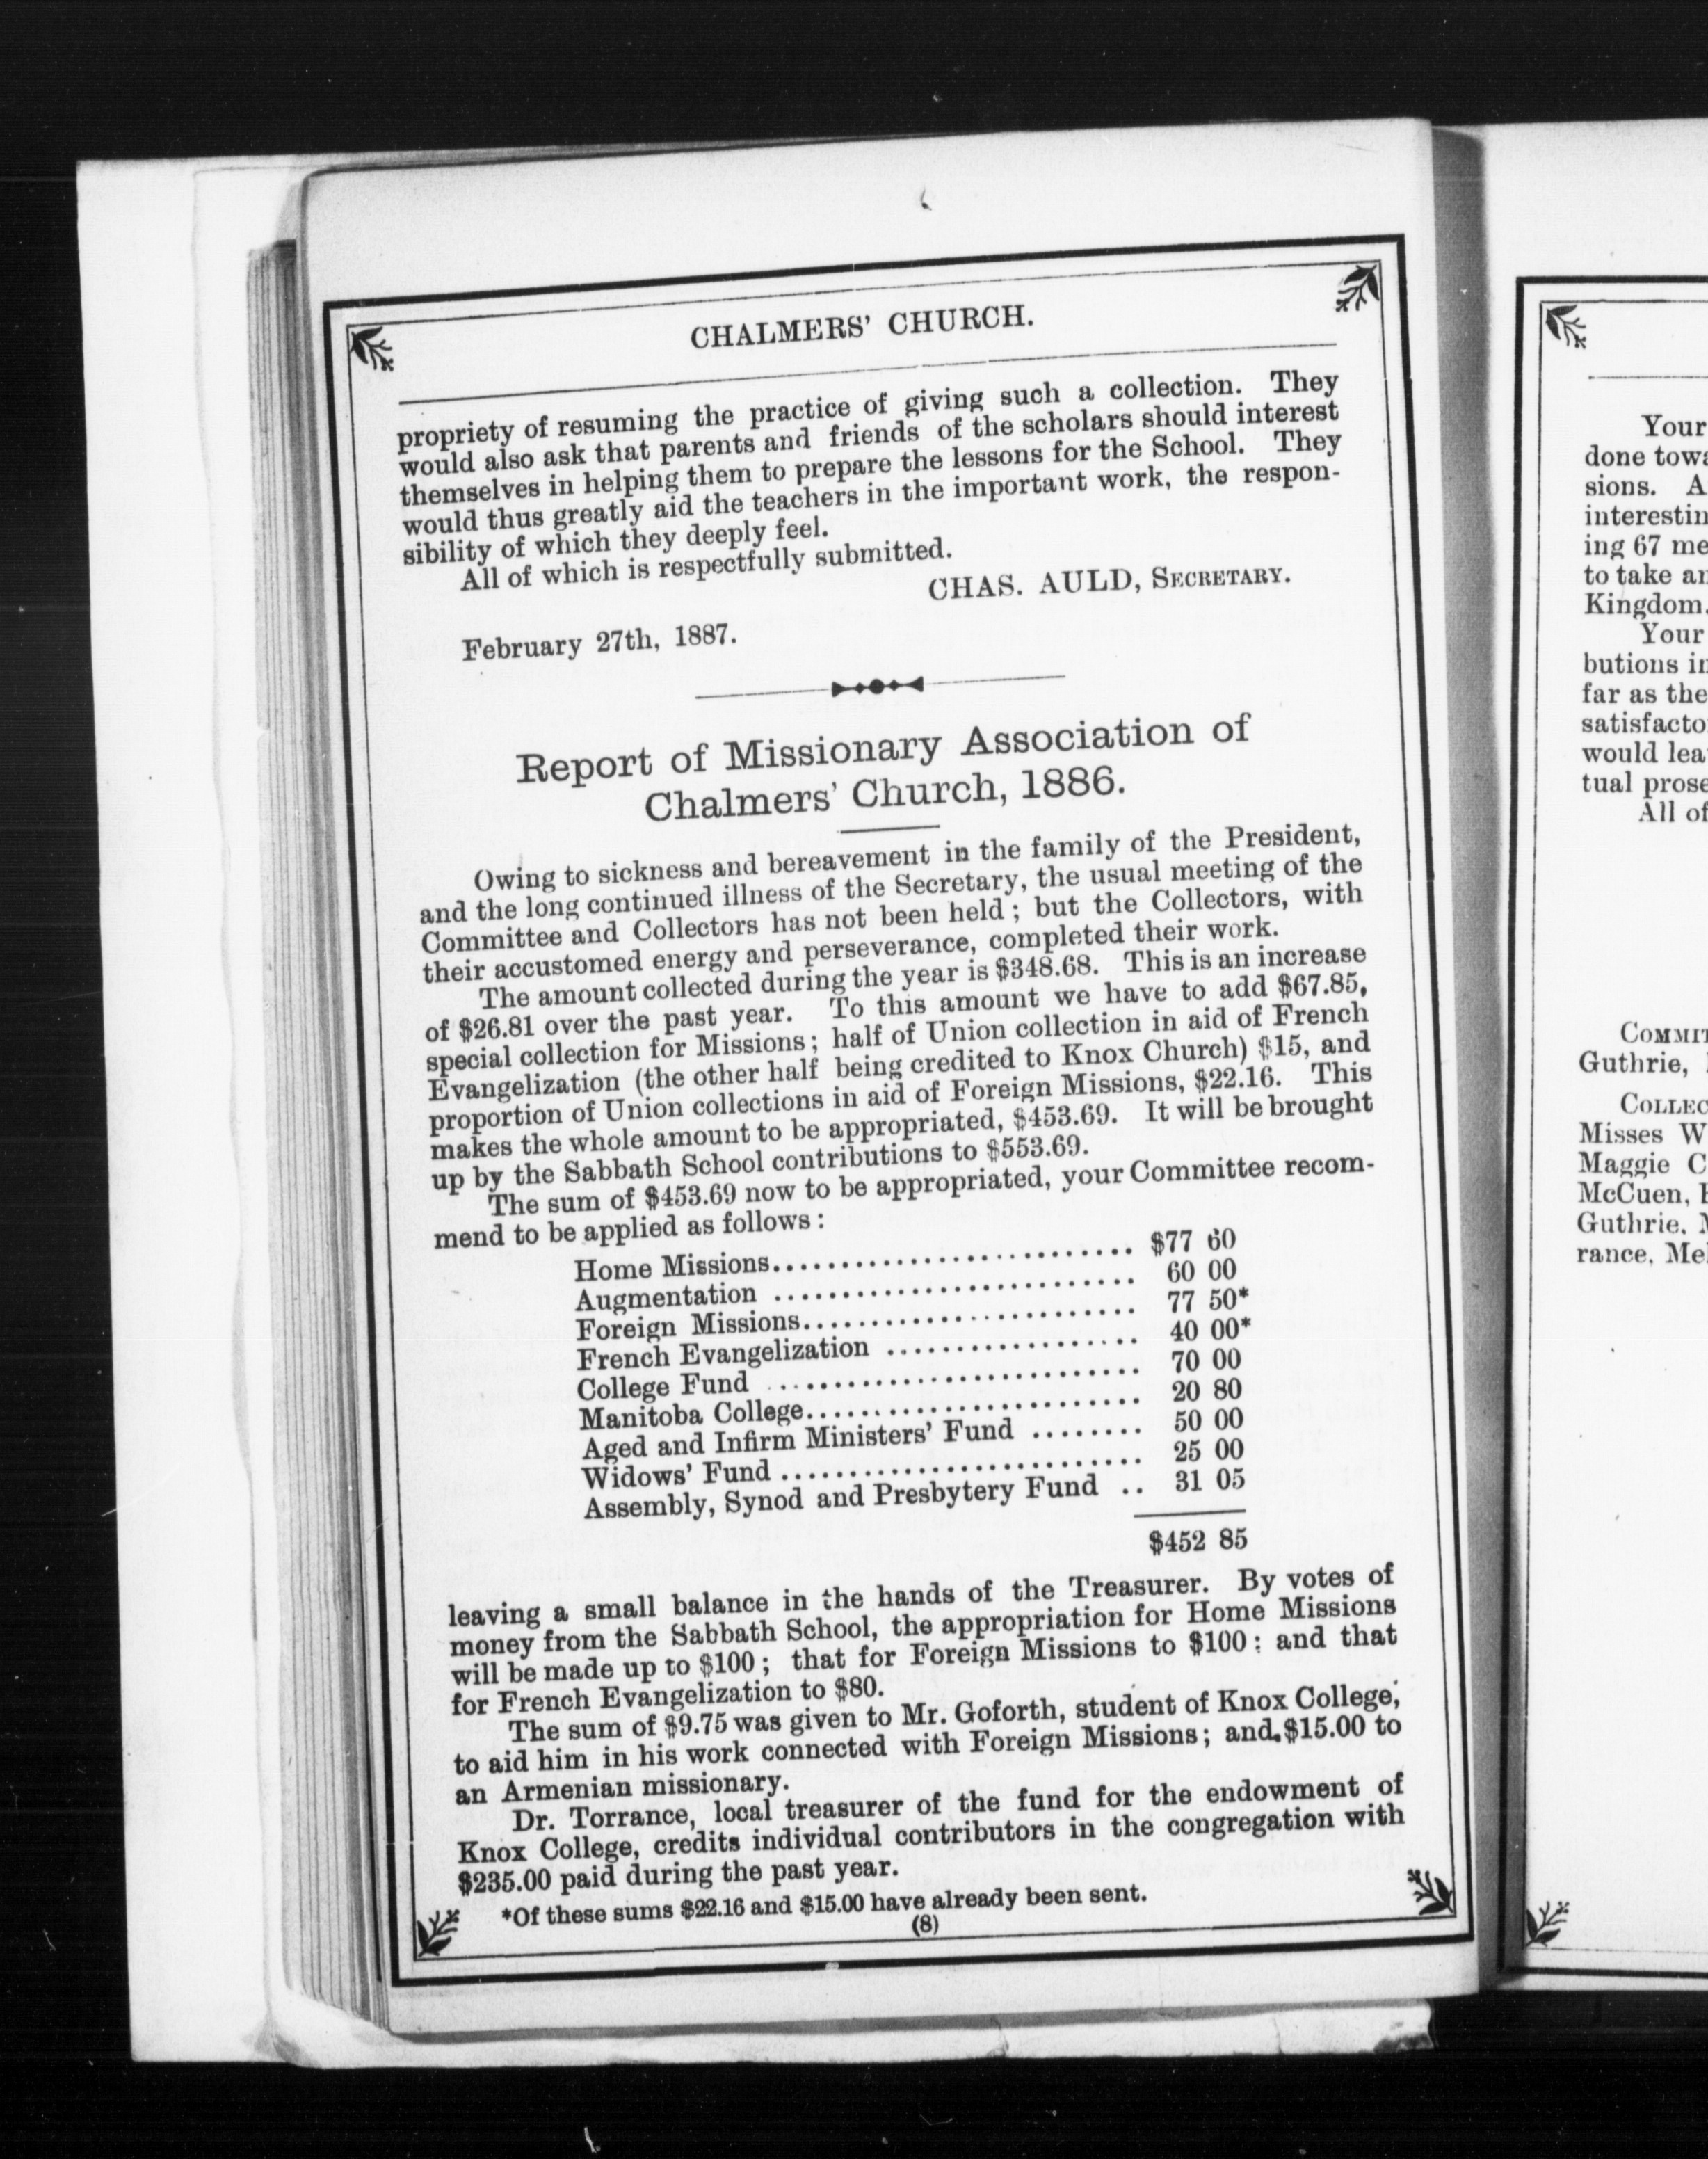 CHALMERS' CHURCH.
propriety of resuming the practice of giving such a collection. They
would also ask that parents and friends of the scholars should interest
themselves in helping them to prepare the lessons for the School. They
would thus greatly aid the teachers in the important work, the respon-
sibility of which they deeply feel.
All of which is respectfully submitted.
CHAS. AULD, SECRETARY.
February 27th, 1887.
Report of Missionary Association of
Chalmers' Church, 1886.
Owing to sickness and bereavement in the family of the President,
and the long continued illness of the Secretary, the usual meeting of the
Committee and Collectors has not been held; but the Collectors, with
their accustomed energy and perseverance, completed their work.
The amount collected during the year is $348.68. This is an increase
of $26.81 over the past year. To this amount we have to add $67.85,
special collection for Missions; half of Union collection in aid of French
Evangelization (the other half being credited to Knox Church) $15, and
proportion of Union collections in aid of Foreign Missions, $22.16. This
makes the whole amount to be appropriated, $453.69. It will be brought
up by the Sabbath School contributions to $553.69.
The sum of $453.69 now to be appropriated, your Committee recom-
mend to be applied as follows:
Home Missions.......................... $77 60
Augmentation .......................... 60 00
Foreign Missions........................ 77 50*
French Evangelization ................... 40 00*
College Fund ........................... 70 00
Manitoba College........................ 20 80
Aged and Infirm Ministers' Fund ........ 50 00
Widows' Fund .......................... 25 00
Assembly, Synod and Presbytery Fund .. 31 05
$452 85
leaving a small balance in the hands of the Treasurer. By votes of
money from the Sabbath School, the appropriation for Home Missions
will be made up to $100; that for Foreign Missions to $100; and that
for French Evangelization to $80.
The sum of $9.75 was given to Mr. Goforth, student of Knox College,
to aid him in his work connected with Foreign Missions; and $15.00 to
an Armenian missionary.
Dr. Torrance, local treasurer of the fund for the endowment of
Knox College, credits individual contributors in the congregation with
$235.00 paid during the past year.
*Of these sums $22.16 and $15.00 have already been sent.
(8)
Your
done
sions. A
ing 67
to take
Kingdom.
Your
butions
far as the
would
tual
All of
Guthrie,
Misses W
Maggie C
McCuen,
Guthrie, M
rance,